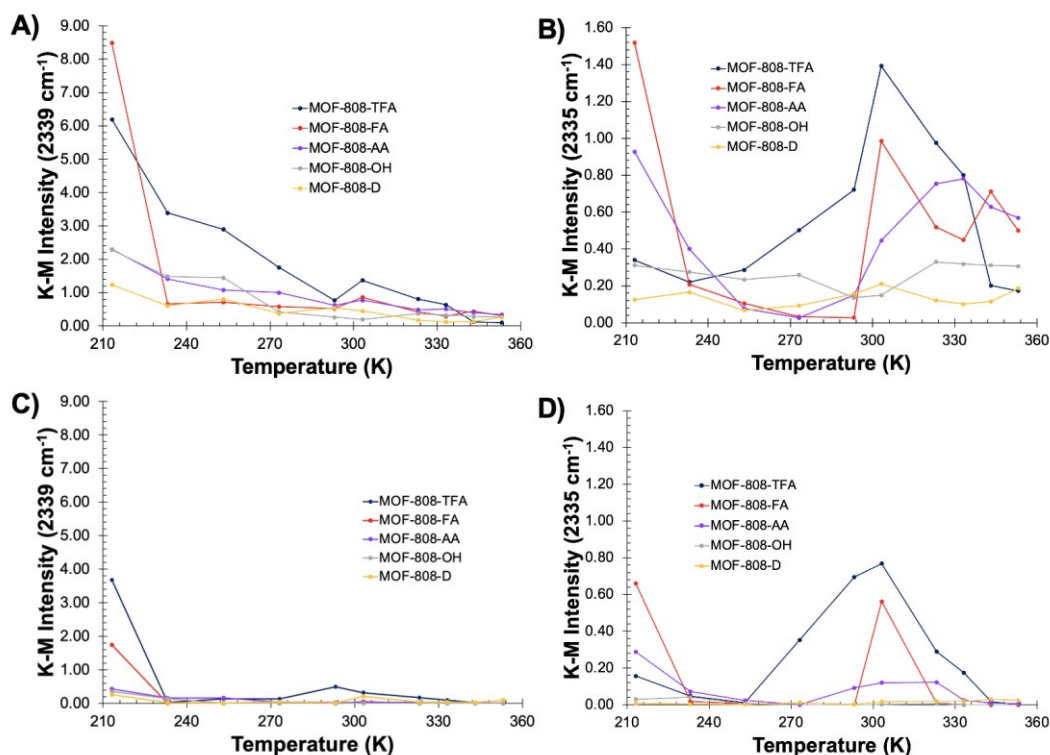 A)
K-M Intensity (2339 cm-1)
9.00
8.00
7.00
6.00
5.00
4.00
3.00
2.00
1.00
0.00
MOF-808-TFA
MOF-808-FA
MOF-808-AA
MOF-808-OH
MOF-808-D
210 240 270 300 330 360
Temperature (K)
B)
K-M Intensity (2335 cm-1)
1.60
1.40
1.20
1.00
0.80
0.60
0.40
0.20
0.00
MOF-808-TFA
MOF-808-FA
MOF-808-AA
MOF-808-OH
MOF-808-D
210 240 270 300 330 360
Temperature (K)
C)
K-M Intensity (2339 cm-1)
9.00
8.00
7.00
6.00
5.00
4.00
3.00
2.00
1.00
0.00
MOF-808-TFA
MOF-808-FA
MOF-808-AA
MOF-808-OH
MOF-808-D
210 240 270 300 330 360
Temperature (K)
D)
K-M Intensity (2335 cm-1)
1.60
1.40
1.20
1.00
0.80
0.60
0.40
0.20
0.00
MOF-808-TFA
MOF-808-FA
MOF-808-AA
MOF-808-OH
MOF-808-D
210 240 270 300 330 360
Temperature (K)